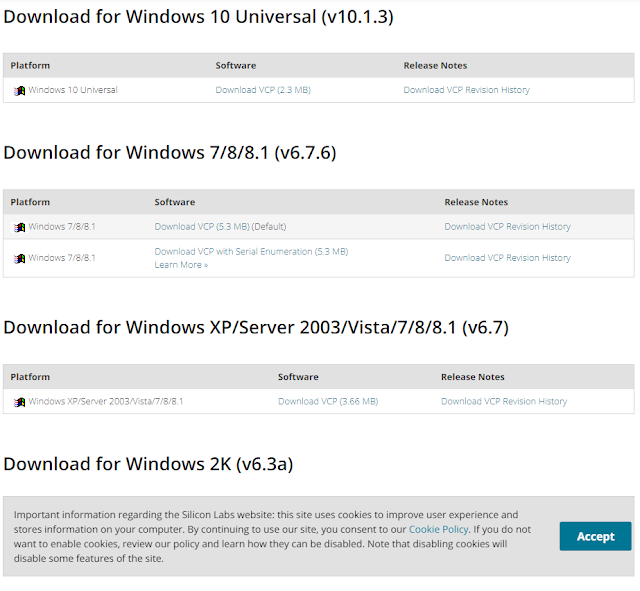 Download for Windows 10 Universal (v10.1.3)
Platform Software Release Notes
Windows 10 Universal Download VCP (2.3 MB) Download VCP Revision History
Download for Windows 7/8/8.1 (v6.7.6)
Platform Software Release Notes
Windows 7/8/8.1 Download VCP (5.3 MB) (Default) Download VCP Revision History
Windows 7/8/8.1 Download VCP with Serial Enumeration (5.3 MB) Download VCP Revision History
Learn More »
Download for Windows XP/Server 2003/Vista/7/8/8.1 (v6.7)
Platform Software Release Notes
Windows XP/Server 2003/Vista/7/8/8.1 Download VCP (3.66 MB) Download VCP Revision History
Download for Windows 2K (v6.3a)
Important information regarding the Silicon Labs website: this site uses cookies to improve user experience and
stores information on your computer. By continuing to use our site, you consent to our Cookie Policy. If you do not
want to enable cookies, review our policy and learn how they can be disabled. Note that disabling cookies will
disable some features of the site.
Accept